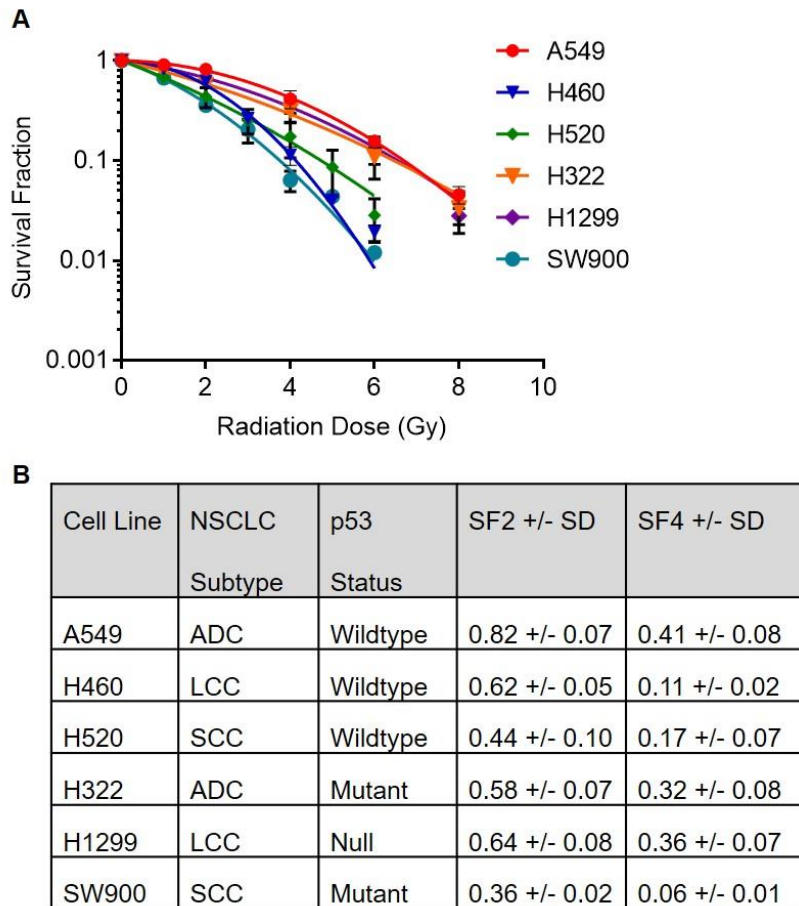 A
A549
H460
H520
H322
H1299
SW900
1
0.1
0.01
0.001
Survival Fraction
0 2 4 6 8 10
Radiation Dose (Gy)
B
Cell Line NSCLC Subtype p53 Status SF2 +/- SD SF4 +/- SD
A549 ADC Wildtype 0.82 +/- 0.07 0.41 +/- 0.08
H460 LCC Wildtype 0.62 +/- 0.05 0.11 +/- 0.02
H520 SCC Wildtype 0.44 +/- 0.10 0.17 +/- 0.07
H322 ADC Mutant 0.58 +/- 0.07 0.32 +/- 0.08
H1299 LCC Null 0.64 +/- 0.08 0.36 +/- 0.07
SW900 SCC Mutant 0.36 +/- 0.02 0.06 +/- 0.01